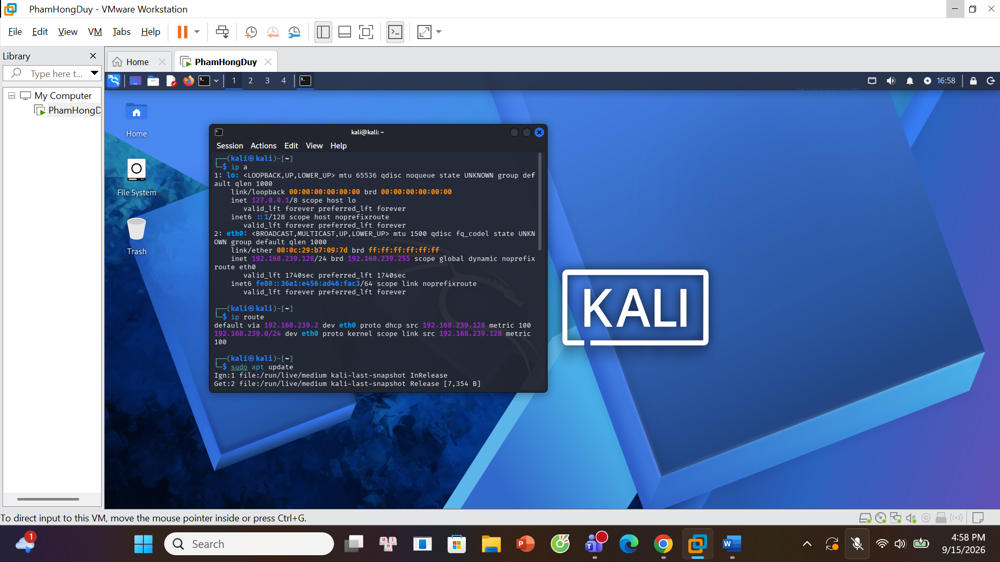 PhamHongDuy - VMware Workstation
File Edit View VM Tabs Help
Library
Type here t...
My Computer
PhamHongD
Home
PhamHongDuy
1 2 3 4
16:58
Home
File System
Trash
kali@kali: ~
Session Actions Edit View Help
┌──(kali㉿kali)-[~]
└─$ ip a
1: lo: <LOOPBACK,UP,LOWER_UP> mtu 65536 qdisc noqueue state UNKNOWN group def
ault qlen 1000
link/loopback 00:00:00:00:00:00 brd 00:00:00:00:00:00
inet 127.0.0.1/8 scope host lo
valid_lft forever preferred_lft forever
inet6 ::1/128 scope host noprefixroute
valid_lft forever preferred_lft forever
2: eth0: <BROADCAST,MULTICAST,UP,LOWER_UP> mtu 1500 qdisc fq_codel state UNKN
OWN group default qlen 1000
link/ether 00:0c:29:b7:09:7d brd ff:ff:ff:ff:ff:ff
inet 192.168.239.128/24 brd 192.168.239.255 scope global dynamic noprefix
route eth0
valid_lft 1740sec preferred_lft 1740sec
inet6 fe80::36a1:e456:ad46:fac3/64 scope link noprefixroute
valid_lft forever preferred_lft forever
┌──(kali㉿kali)-[~]
└─$ ip route
default via 192.168.239.2 dev eth0 proto dhcp src 192.168.239.128 metric 100
192.168.239.0/24 dev eth0 proto kernel scope link src 192.168.239.128 metric
100
┌──(kali㉿kali)-[~]
└─$ sudo apt update
Ign:1 file:/run/live/medium kali-last-snapshot InRelease
Get:2 file:/run/live/medium kali-last-snapshot Release [7,354 B]
KALI
To direct input to this VM, move the mouse pointer inside or press Ctrl+G.
1
Search
4:58 PM
9/15/2026